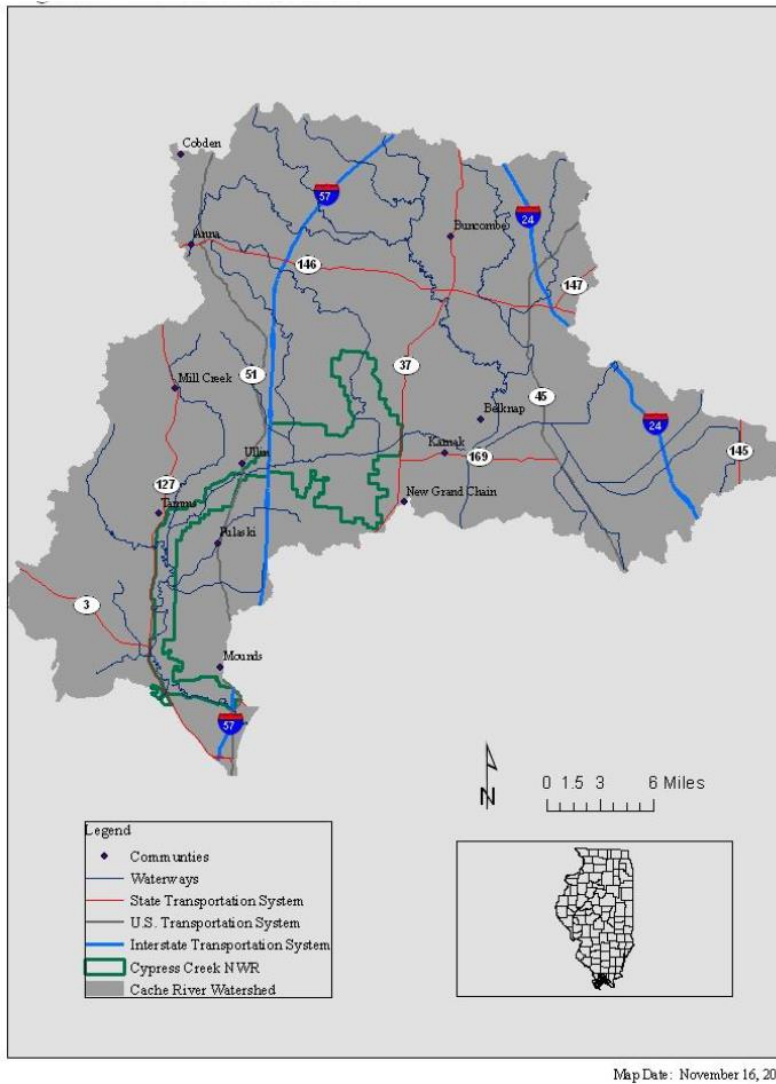 Cobden
57
24
Buncombe
Anna
146
147
37
51
Mill Creek
45
Belknap
24
Ullin
Karnak
169
145
127
Tamms
New Grand Chain
Pulaski
3
Mounds
57
N
0 1.5 3 6 Miles
Legend
Communties
Waterways
State Transportation System
U.S. Transportation System
Interstate Transportation System
Cypress Creek NWR
Cache River Watershed
Map Date: November 16, 20